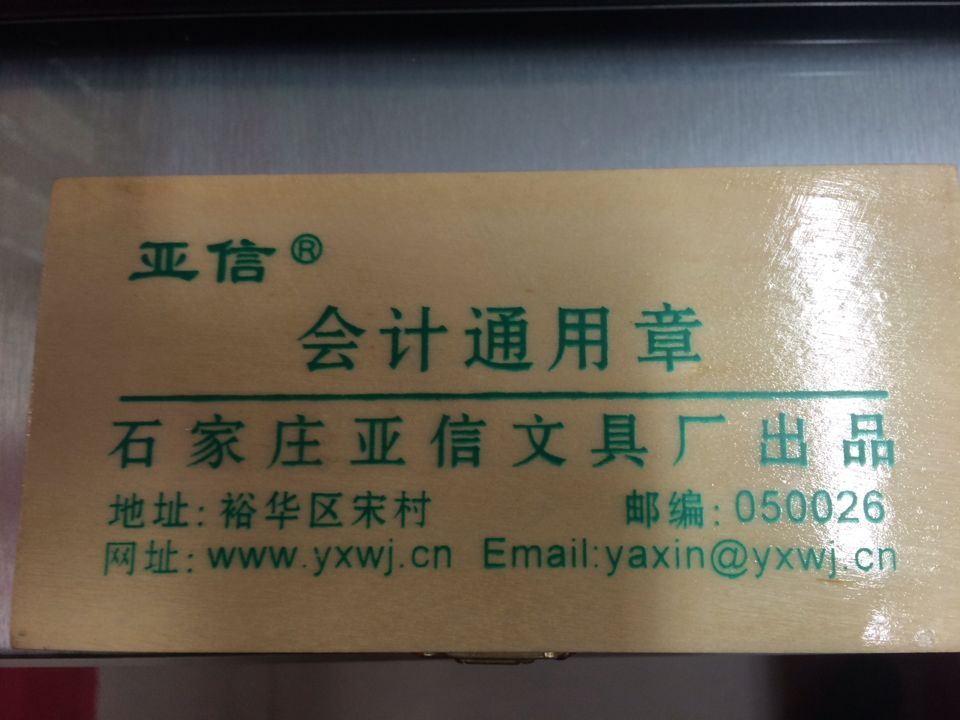 亚信®
会计通用章
石家庄亚信文具厂出品
地址:裕华区宋村 邮编:050026
网址:www.yxwj.cn Email:yaxin@yxwj.cn